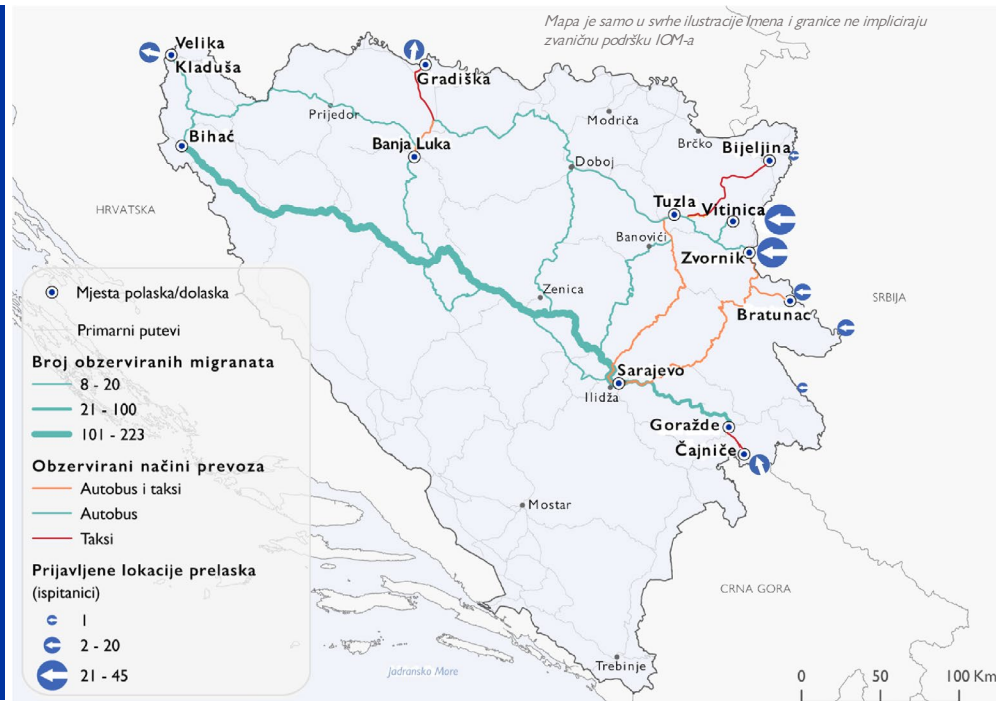 Mapa je samo u svrhe ilustracije Imena i granice ne impliciraju
zvaničnu podršku IOM-a
Velika
Kladuša
Gradiška
Prijedor
Modriča
Bihać
Banja Luka
Brčko
Bijeljina
Doboj
HRVATSKA
Tuzla
Vitinica
Banovići
Zvornik
Zenica
SRBIJA
Bratunac
Sarajevo
Ilidža
Goražde
Čajniče
Mostar
CRNA GORA
Trebinje
Jadransko More
Mjesta polaska/dolaska
Primarni putevi
Broj obzerviranih migranata
8 - 20
21 - 100
101 - 223
Obzervirani načini prevoza
Autobus i taksi
Autobus
Taksi
Prijavljene lokacije prelaska
(ispitanici)
1
2 - 20
21 - 45
0 50 100 Km